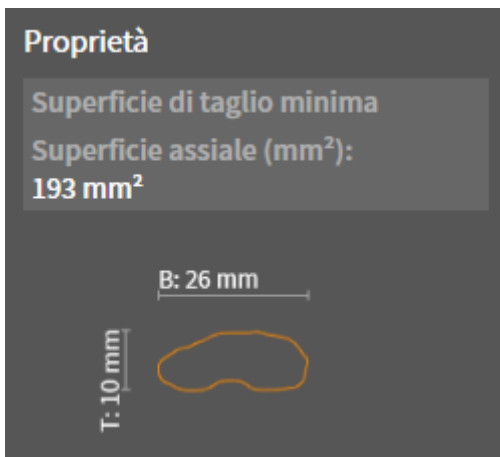 Proprietà
Superficie di taglio minima
Superficie assiale (mm²):
193 mm²
B: 26 mm
T: 10 mm